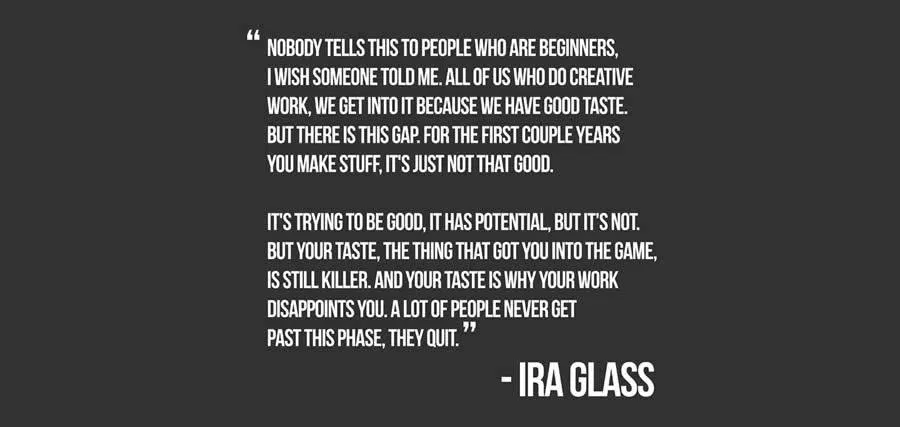 “ NOBODY TELLS THIS TO PEOPLE WHO ARE BEGINNERS,
I WISH SOMEONE TOLD ME. ALL OF US WHO DO CREATIVE
WORK, WE GET INTO IT BECAUSE WE HAVE GOOD TASTE.
BUT THERE IS THIS GAP. FOR THE FIRST COUPLE YEARS
YOU MAKE STUFF, IT'S JUST NOT THAT GOOD.
IT'S TRYING TO BE GOOD, IT HAS POTENTIAL, BUT IT'S NOT.
BUT YOUR TASTE, THE THING THAT GOT YOU INTO THE GAME,
IS STILL KILLER. AND YOUR TASTE IS WHY YOUR WORK
DISAPPOINTS YOU. A LOT OF PEOPLE NEVER GET
PAST THIS PHASE, THEY QUIT. ”
- IRA GLASS